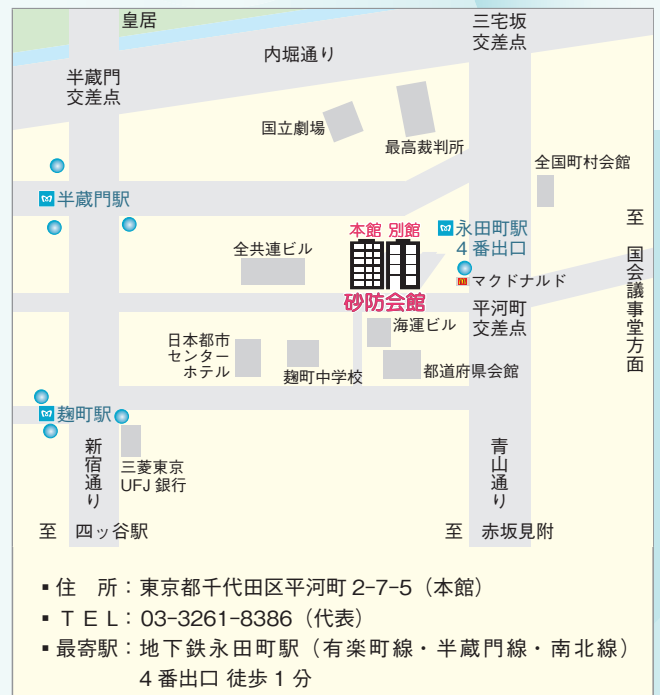 皇居
三宅坂
交差点
内堀通り
半蔵門
交差点
国立劇場
最高裁判所
全国町村会館
半蔵門駅
本館 別館
永田町駅
4番出口
至 国会議事堂方面
全共連ビル
マクドナルド
砂防会館
平河町
交差点
海運ビル
日本都市
センター
ホテル
麹町中学校
都道府県会館
麹町駅
新宿通り
三菱東京
UFJ銀行
青山通り
至 四ッ谷駅
至 赤坂見附
▪住 所：東京都千代田区平河町2-7-5（本館）
▪ＴＥＬ：03-3261-8386（代表）
▪最寄駅：地下鉄永田町駅（有楽町線・半蔵門線・南北線）
4番出口 徒歩1分